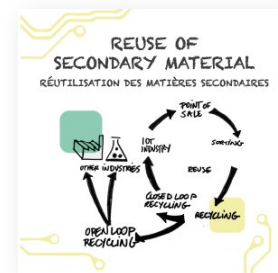 REUSE OF
SECONDARY MATERIAL
RÉUTILISATION DES MATIÈRES SECONDAIRES
POINT OF
SALE
IOT
INDUSTRY
SORTING
OTHER INDUSTRIES
REUSE
CLOSED LOOP
RECYCLING
RECYCLING
OPEN LOOP
RECYCLING